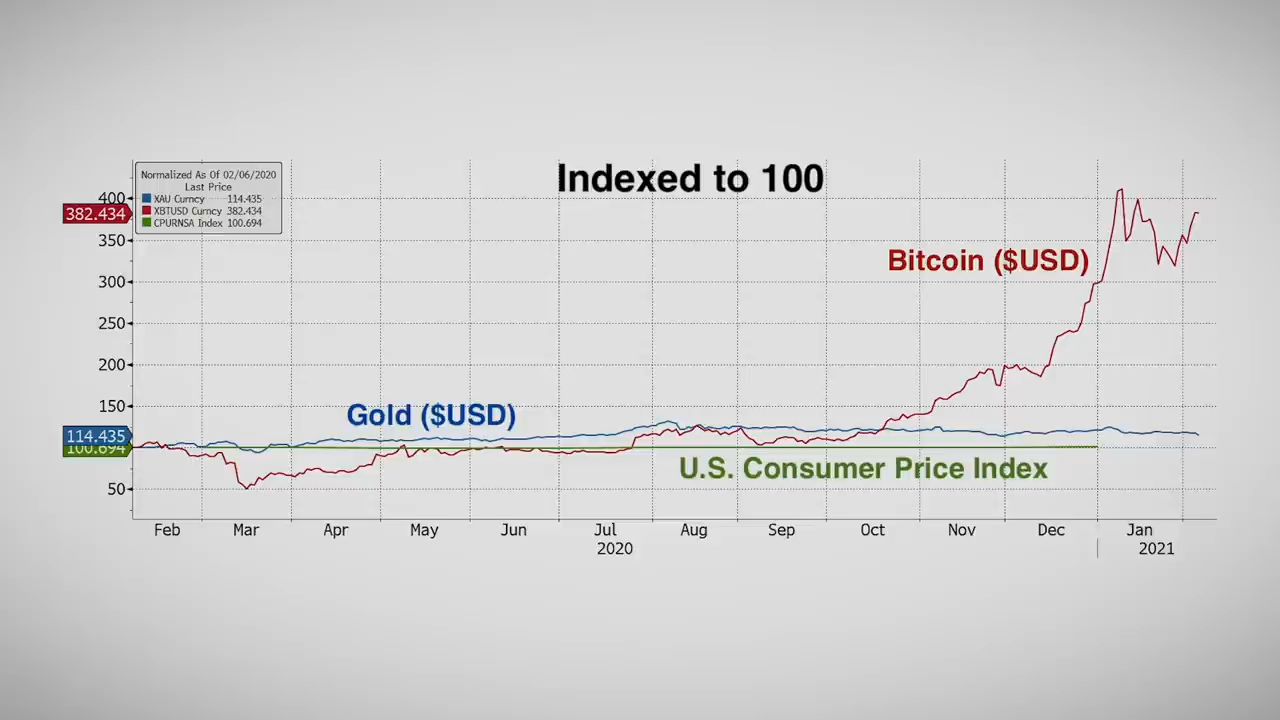 Indexed to 100
Normalized As Of 02/06/2020
Last Price
XAU Curncy 114.435
XBTUSD Curncy 382.434
CPURNSA Index 100.694
400
382.434
350
300
250
200
150
114.435
100.694
50
Bitcoin ($USD)
Gold ($USD)
U.S. Consumer Price Index
Feb Mar Apr May Jun Jul Aug Sep Oct Nov Dec Jan
2020 2021